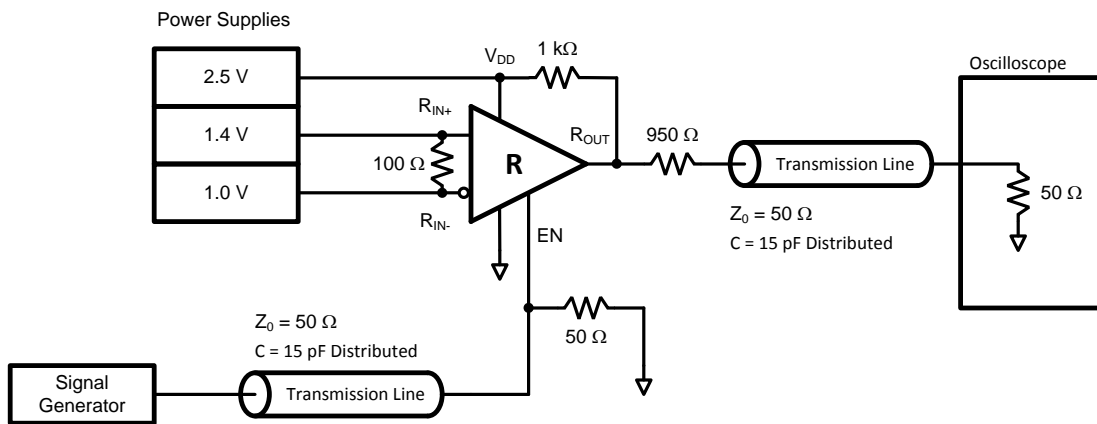 Power Supplies
2.5 V
1.4 V
1.0 V
V_DD
1 kΩ
R_IN+
100 Ω
R
R_IN-
R_OUT
EN
950 Ω
Transmission Line
Z_0 = 50 Ω
C = 15 pF Distributed
Oscilloscope
50 Ω
50 Ω
Z_0 = 50 Ω
C = 15 pF Distributed
Signal
Generator
Transmission Line